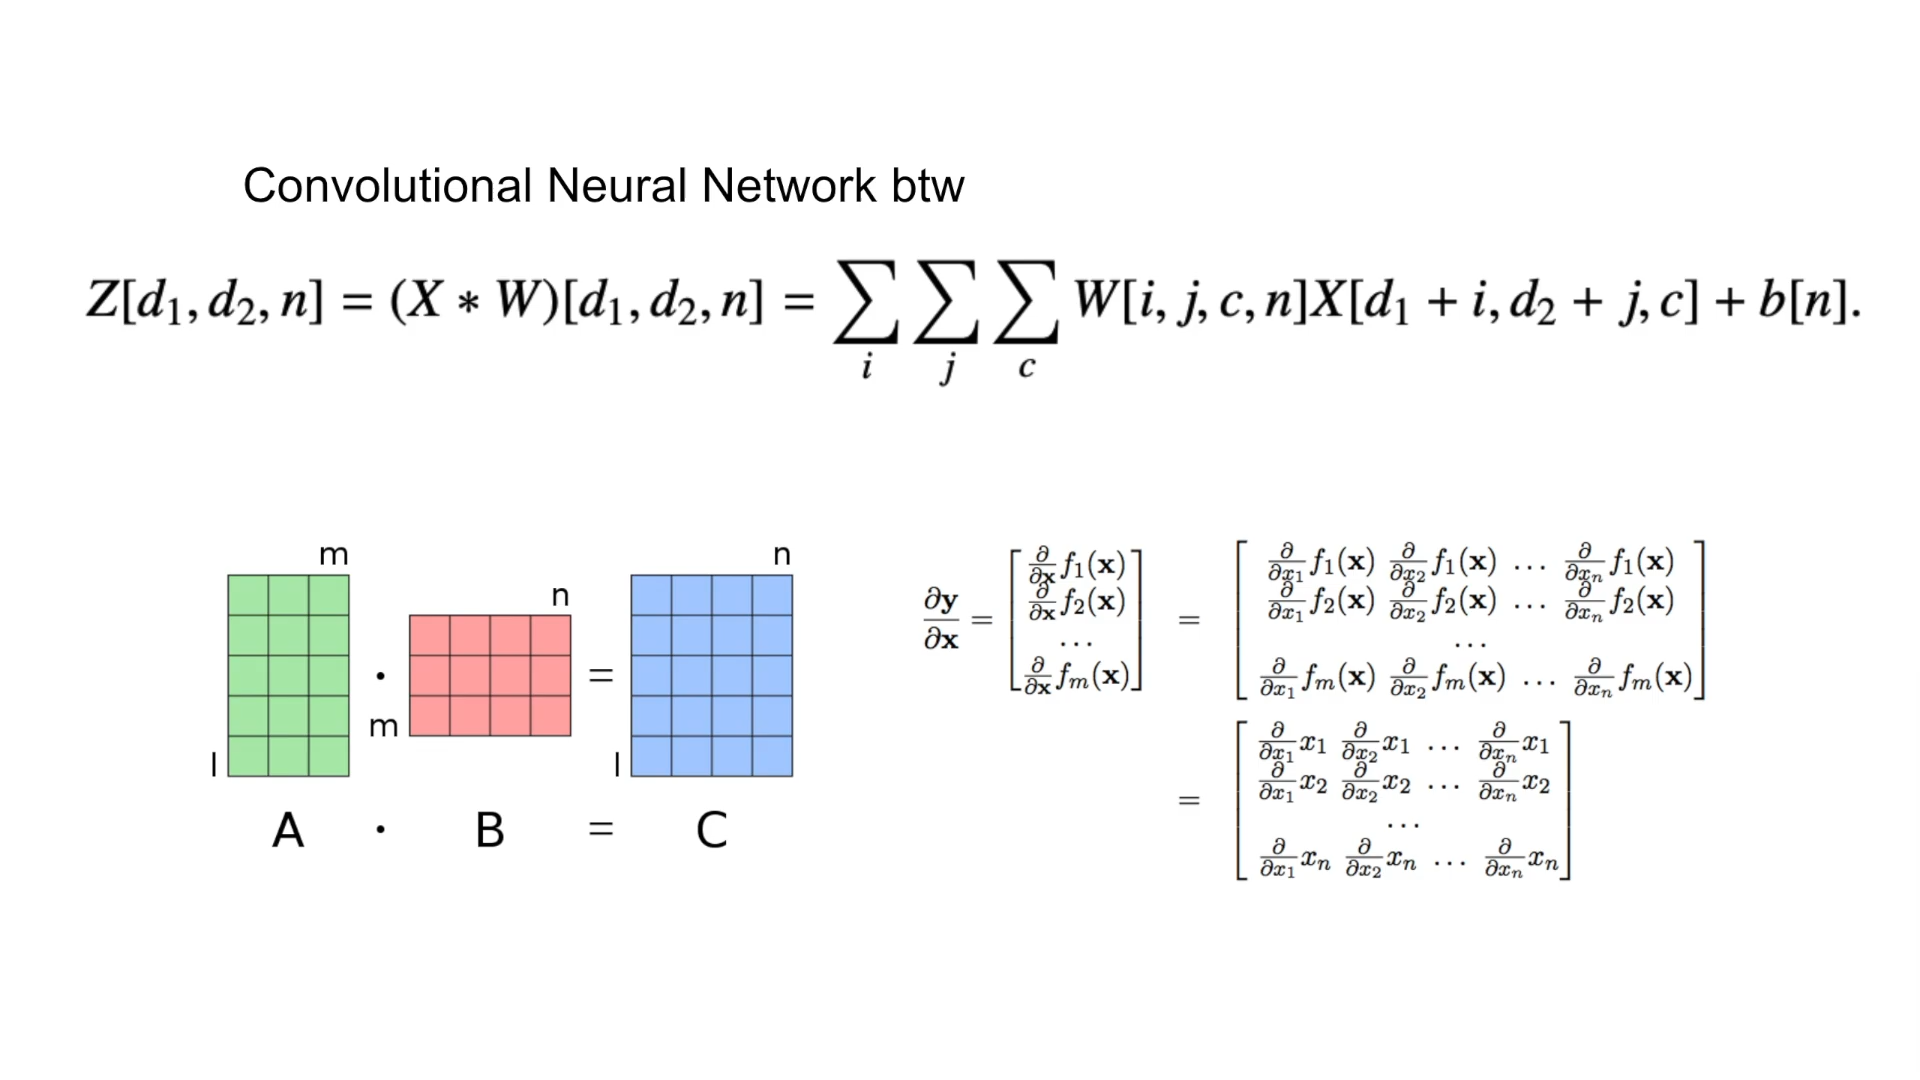 Convolutional Neural Network btw
Z[d₁, d₂, n] = (X * W)[d₁, d₂, n] = ∑ᵢ ∑ⱼ ∑_c W[i, j, c, n]X[d₁ + i, d₂ + j, c] + b[n].
m
n
n
m
l
l
· =
A · B = C
∂y/∂x = [ ∂/∂x f₁(x) = [ ∂/∂x₁ f₁(x) ∂/∂x₂ f₁(x) ... ∂/∂xₙ f₁(x)
∂/∂x f₂(x) ∂/∂x₁ f₂(x) ∂/∂x₂ f₂(x) ... ∂/∂xₙ f₂(x)
... ...
∂/∂x fₘ(x) ] ∂/∂x₁ fₘ(x) ∂/∂x₂ fₘ(x) ... ∂/∂xₙ fₘ(x) ]
= [ ∂/∂x₁ x₁ ∂/∂x₂ x₁ ... ∂/∂xₙ x₁
∂/∂x₁ x₂ ∂/∂x₂ x₂ ... ∂/∂xₙ x₂
...
∂/∂x₁ xₙ ∂/∂x₂ xₙ ... ∂/∂xₙ xₙ ]